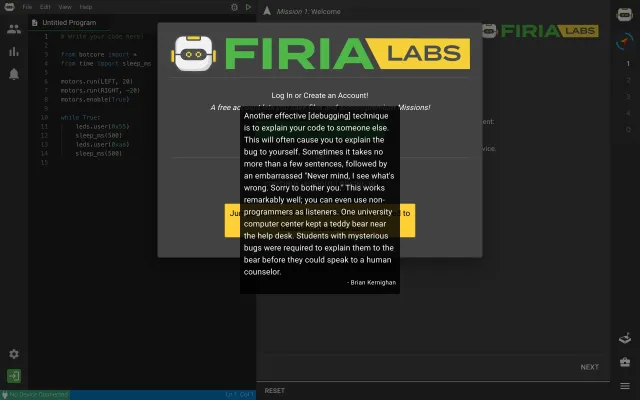 File Edit View Help
Mission 1: Welcome
Untitled Program
FIRIA LABS
FIRIA LABS
1 # Write your code here!
2
3 from botcore import *
4 from time import sleep_ms
5
6 motors.run(LEFT, 20)
7 motors.run(RIGHT, -20)
8 motors.enable(True)
9
10 while True:
11 leds.user(0x55)
12 sleep_ms(500)
13 leds.user(0xaa)
14 sleep_ms(500)
15
1
2
3
4
0
Log In or Create an Account!
A free
Missions!
Another effective [debugging] technique
is to explain your code to someone else.
This will often cause you to explain the
bug to yourself. Sometimes it takes no
more than a few sentences, followed by
an embarrassed "Never mind, I see what's
wrong. Sorry to bother you." This works
remarkably well; you can even use non-
programmers as listeners. One university
computer center kept a teddy bear near
the help desk. Students with mysterious
bugs were required to explain them to the
bear before they could speak to a human
counselor.
- Brian Kernighan
to
NEXT
RESET
No Device Connected
Ln 1, Col 1